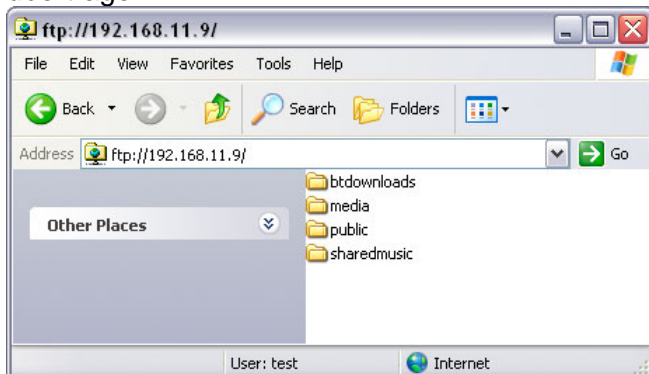 ftp://192.168.11.9/
File Edit View Favorites Tools Help
Back Search Folders
Address ftp://192.168.11.9/ Go
btdownloads
media
Other Places
public
sharedmusic
User: test Internet